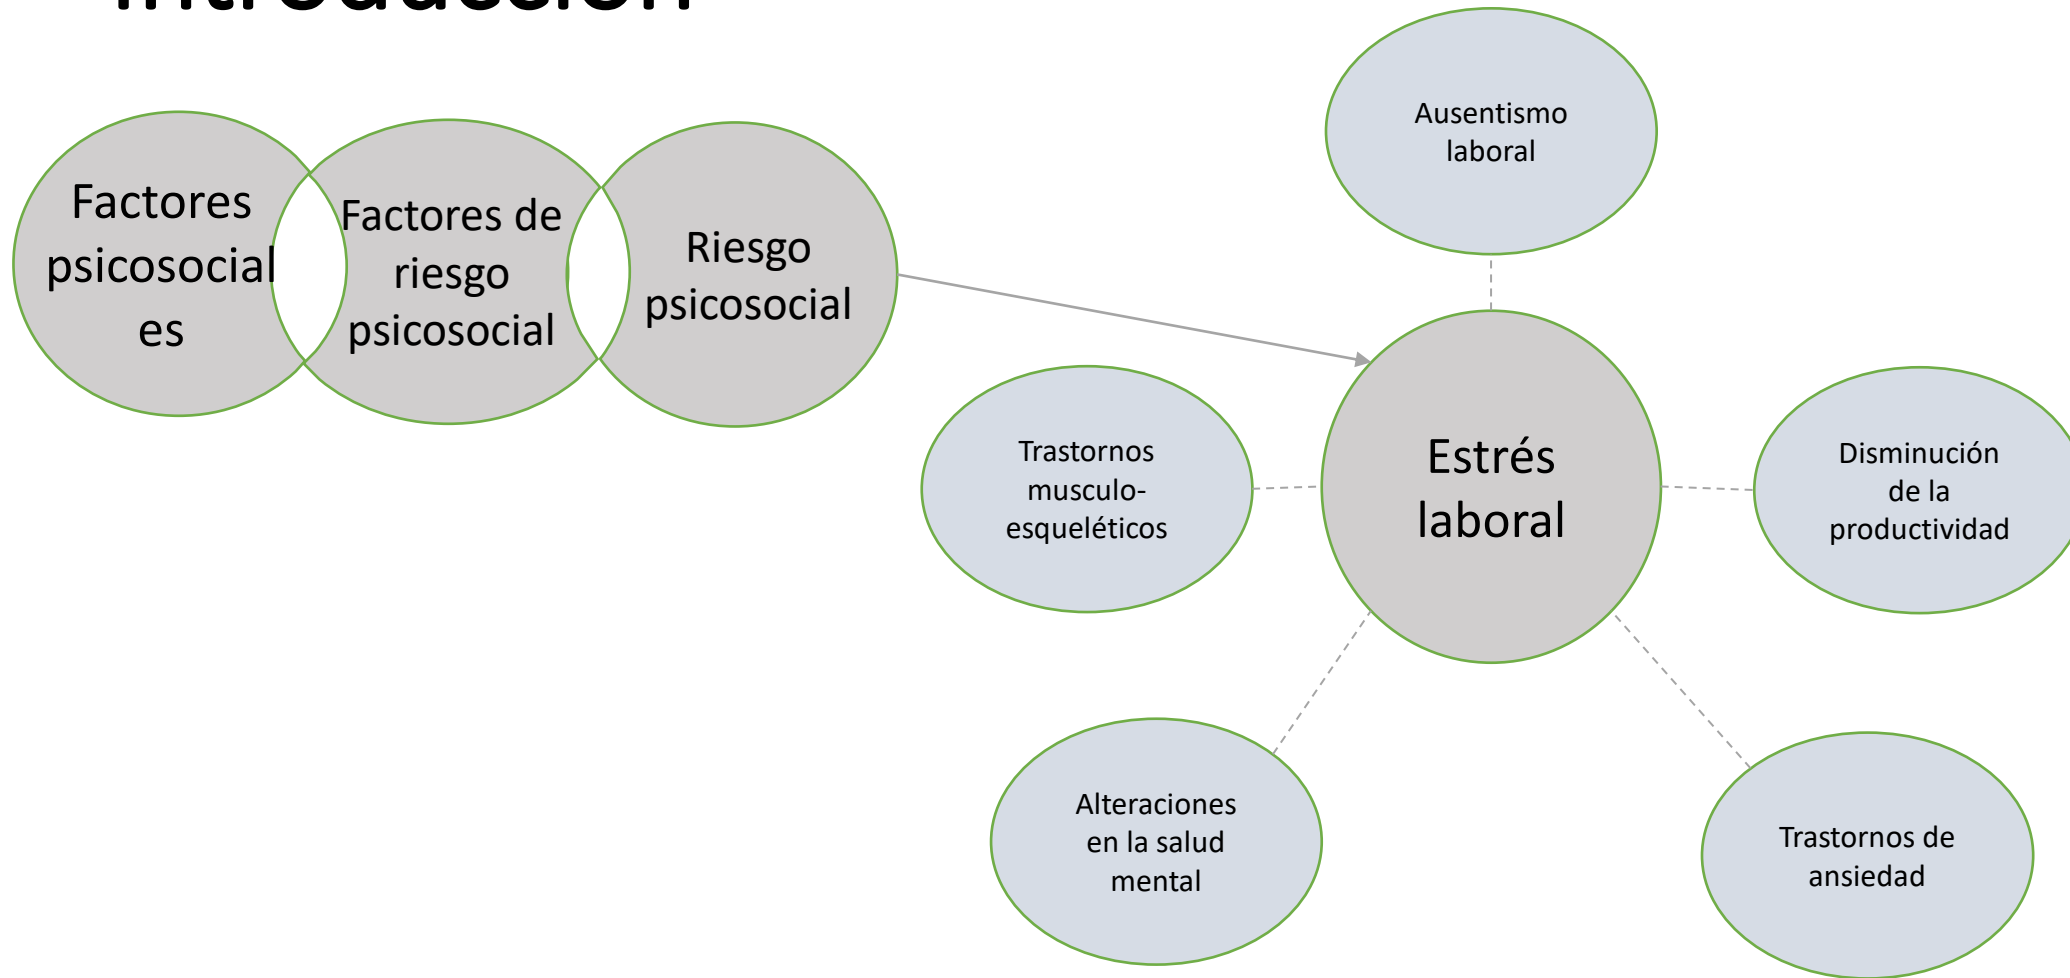 Introducción
Factores
psicosocial
es
Factores de
riesgo
psicosocial
Riesgo
psicosocial
Ausentismo
laboral
Trastornos
musculo-
esqueléticos
Estrés
laboral
Disminución
de la
productividad
Alteraciones
en la salud
mental
Trastornos de
ansiedad